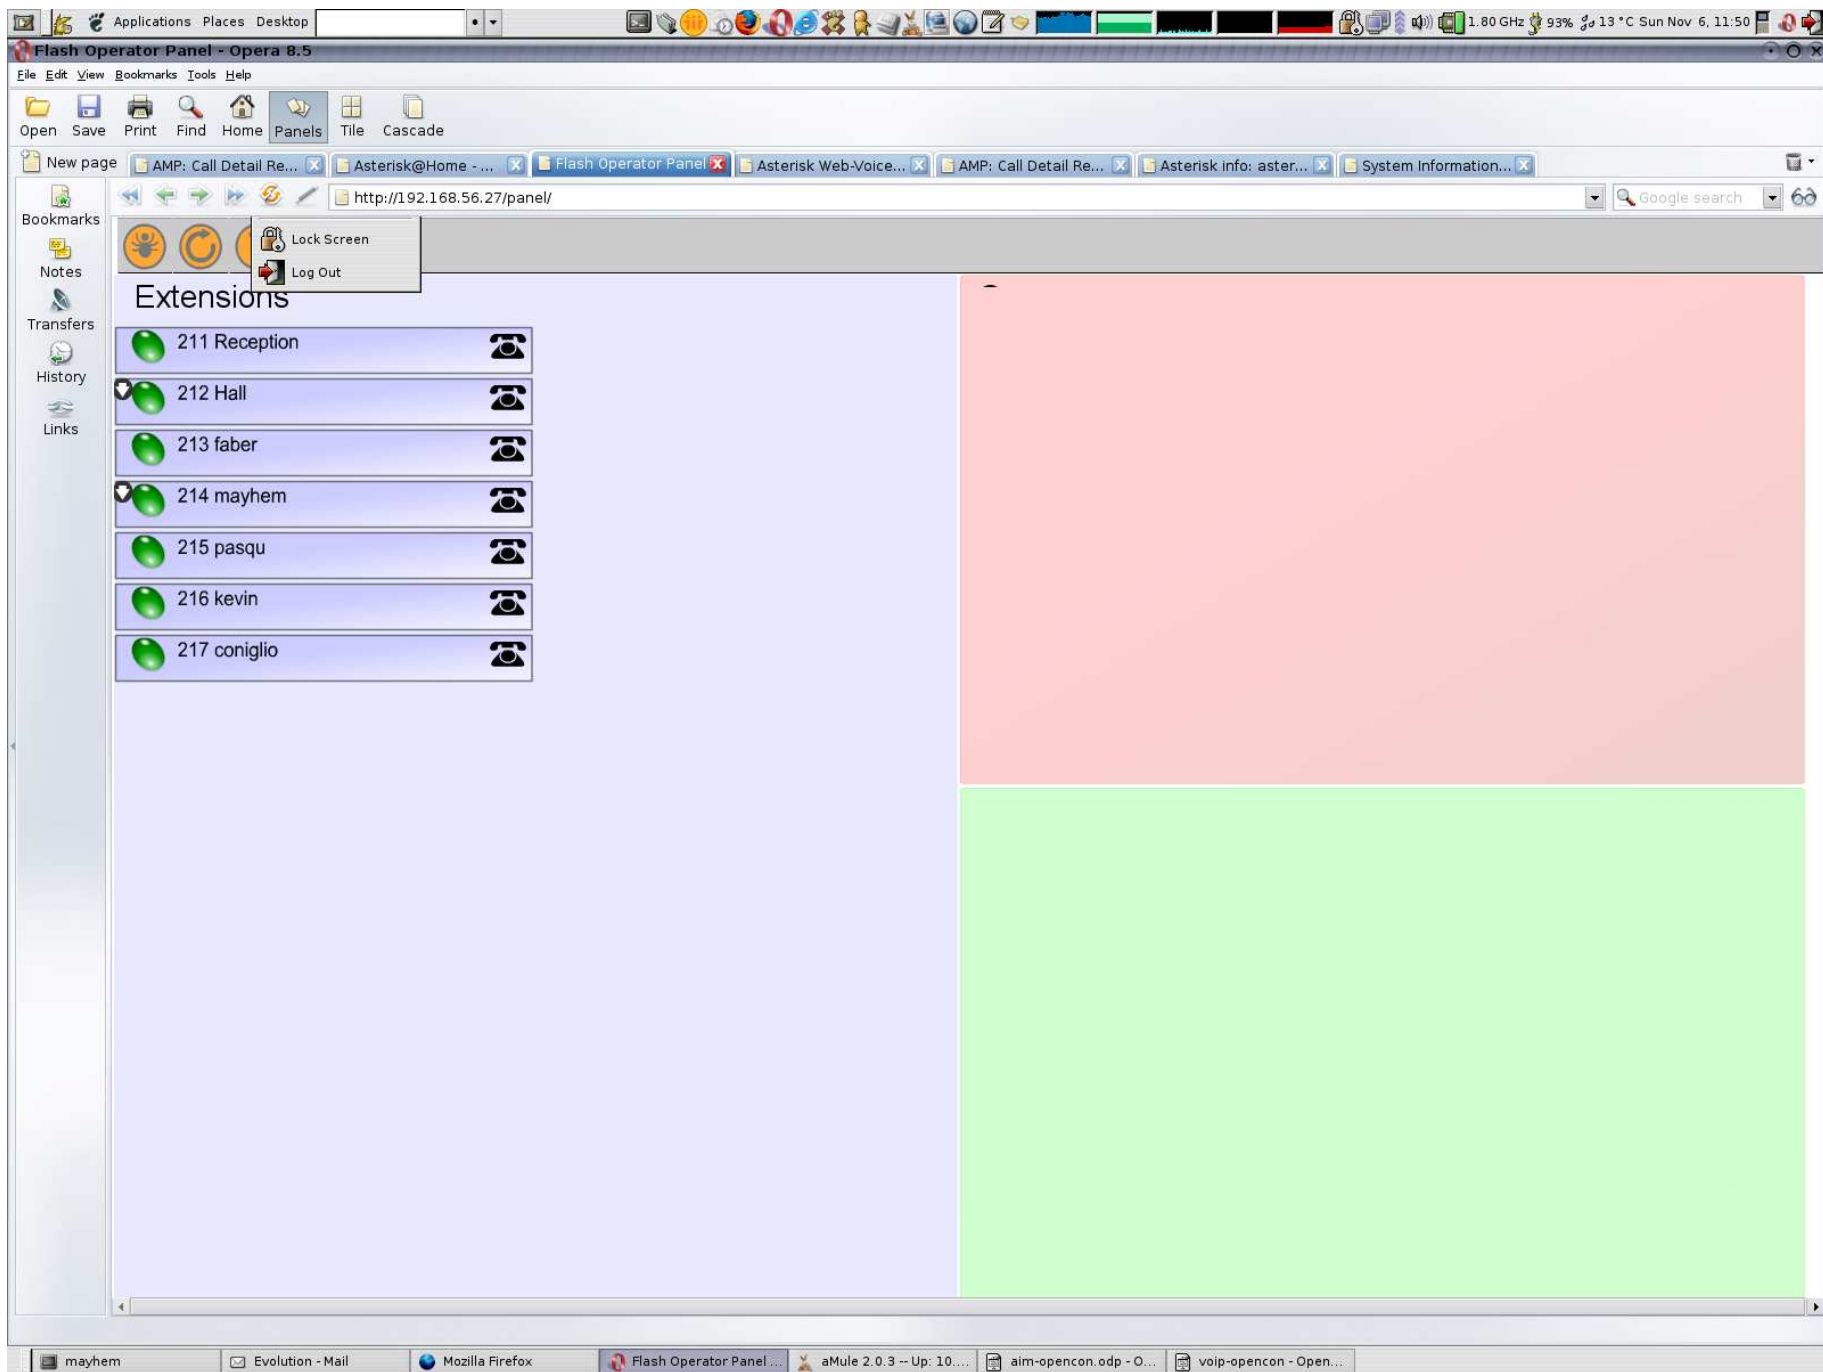 Applications Places Desktop
1.80 GHz 93% 13 °C Sun Nov 6, 11:50
Flash Operator Panel - Opera 8.5
File Edit View Bookmarks Tools Help
Open Save Print Find Home Panels Tile Cascade
New page AMP: Call Detail Re... Asterisk@Home - ... Flash Operator Panel Asterisk Web-Voice... AMP: Call Detail Re... Asterisk info: aster... System Information...
http://192.168.56.27/panel/ Google search
Bookmarks
Notes
Transfers
History
Links
Lock Screen
Log Out
Extensions
211 Reception
212 Hall
213 faber
214 mayhem
215 pasqu
216 kevin
217 coniglio
mayhem Evolution - Mail Mozilla Firefox Flash Operator Panel ... aMule 2.0.3 -- Up: 10.... aim-opencon.odp - O... voip-opencon - Open...